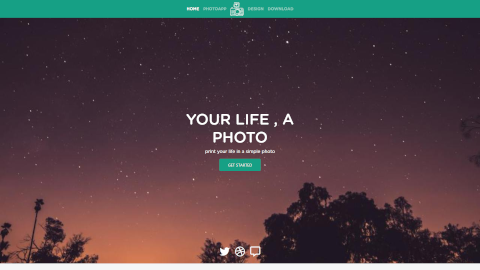 HOME PHOTOAPP DESIGN DOWNLOAD
YOUR LIFE , A
PHOTO
print your life in a simple photo
GET STARTED